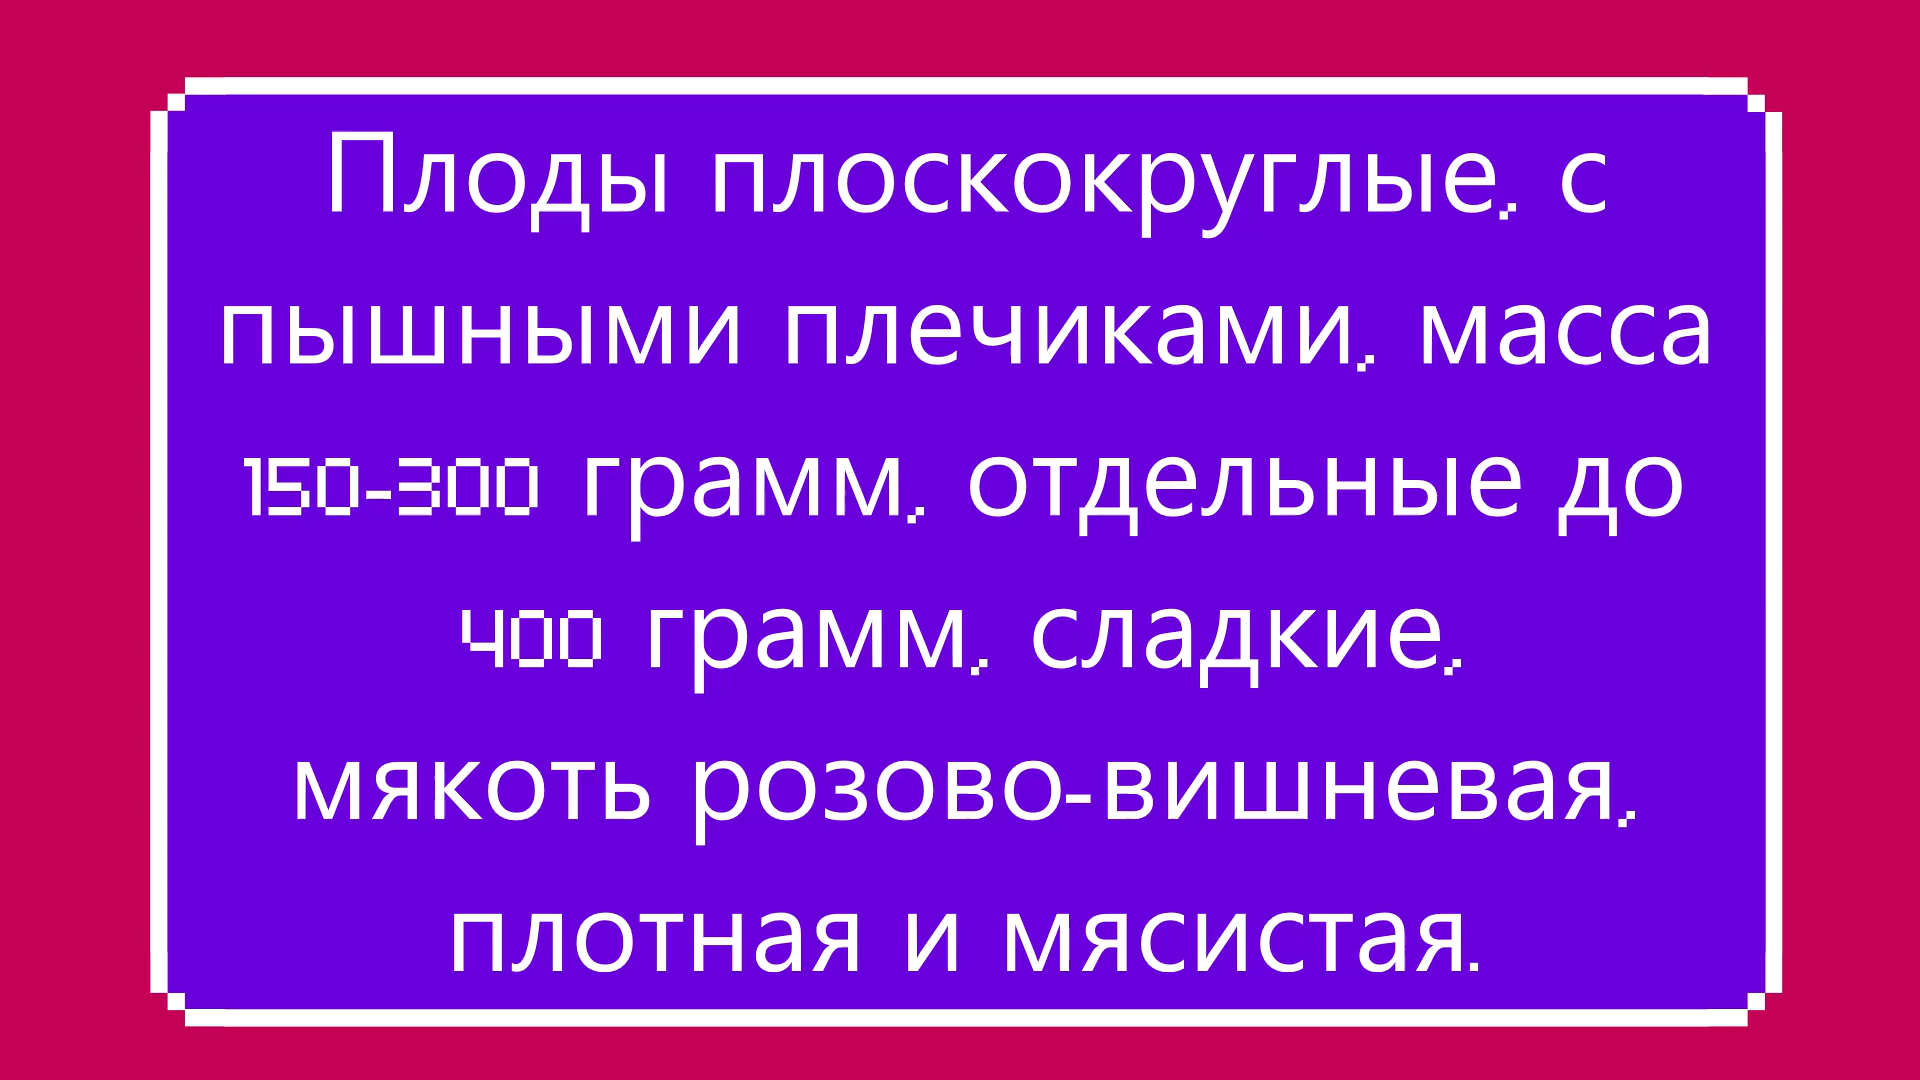 Плоды плоскокруглые, с
пышными плечиками, масса
150-300 грамм, отдельные до
400 грамм, сладкие,
мякоть розово-вишневая,
плотная и мясистая.